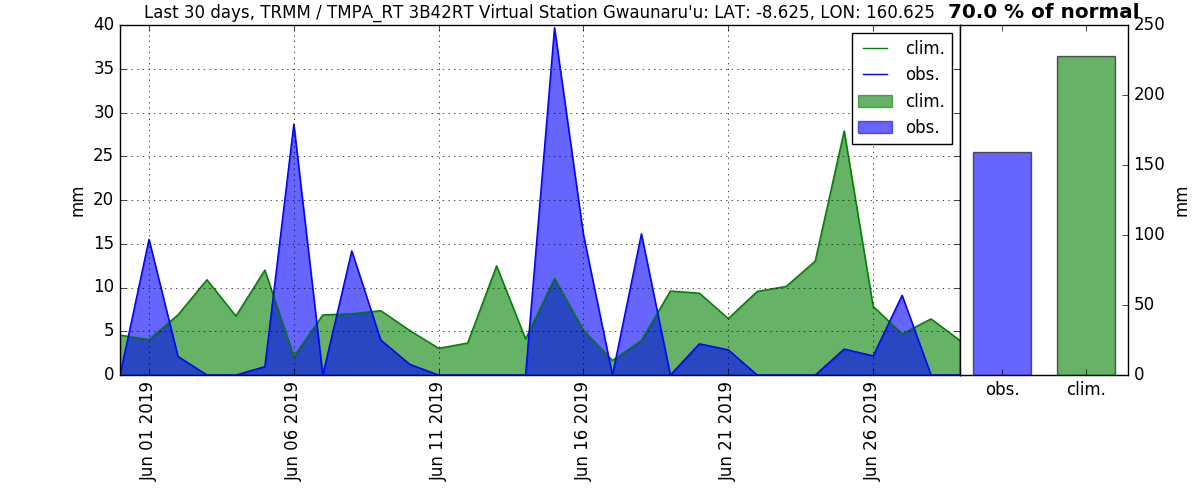 Last 30 days, TRMM / TMPA_RT 3B42RT Virtual Station Gwaunaru'u: LAT: -8.625, LON: 160.625
70.0 % of normal
40
35
30
25
20
15
10
5
0
mm
clim.
obs.
clim.
obs.
Jun 01 2019
Jun 06 2019
Jun 11 2019
Jun 16 2019
Jun 21 2019
Jun 26 2019
250
200
150
100
50
0
mm
obs.
clim.